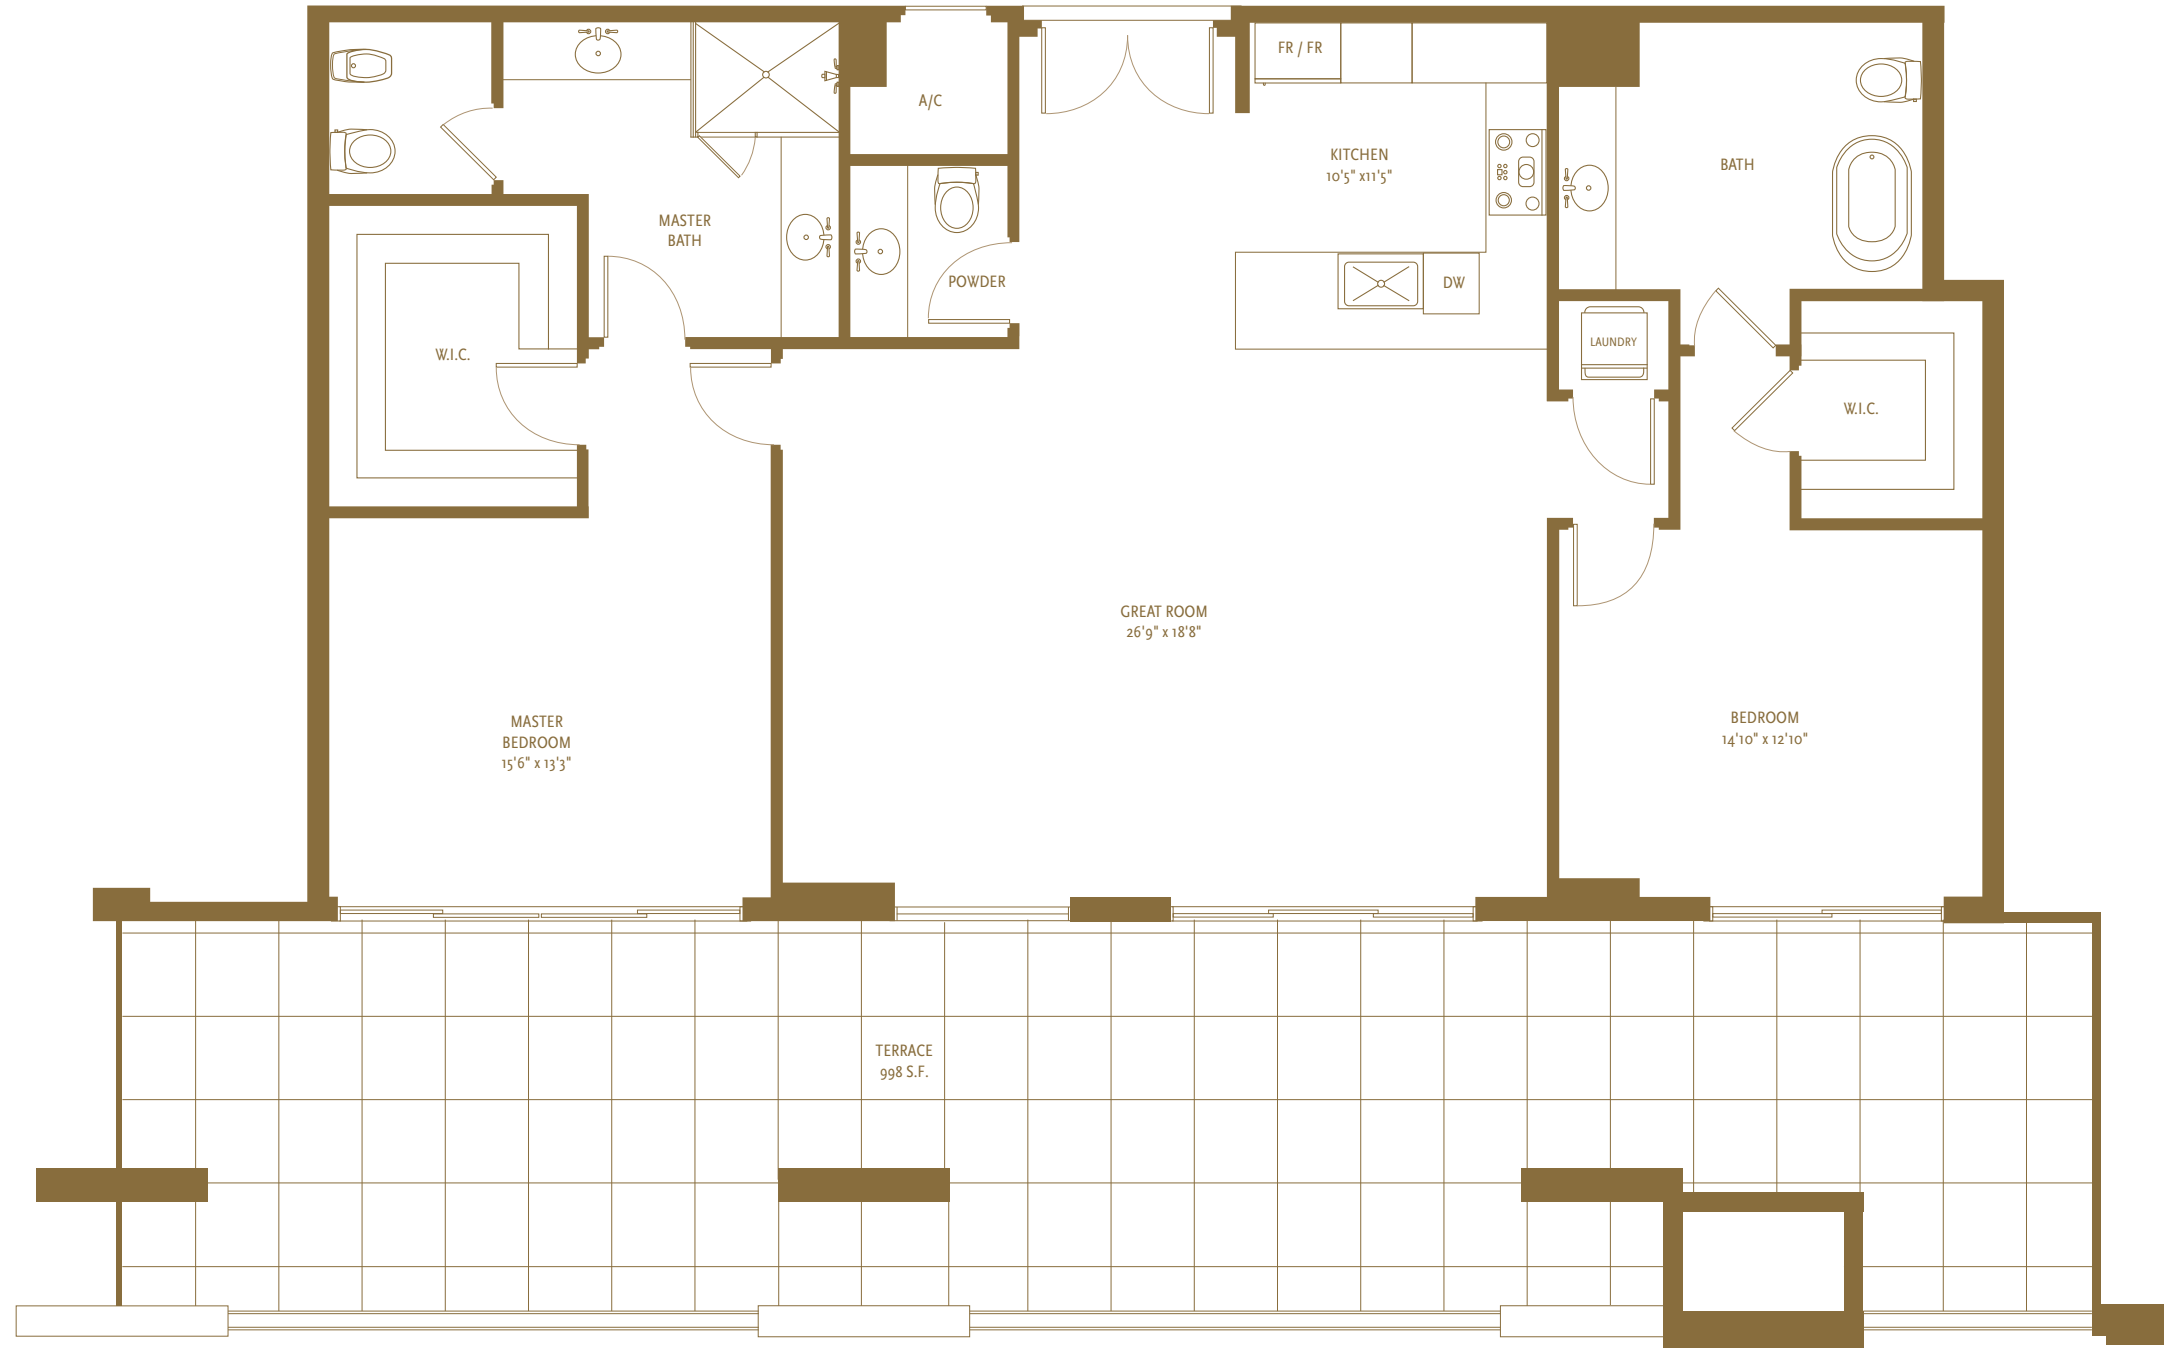 FR / FR
A/C
KITCHEN
10'5" x11'5"
BATH
MASTER
BATH
POWDER
DW
LAUNDRY
W.I.C.
W.I.C.
GREAT ROOM
26'9" x 18'8"
MASTER
BEDROOM
15'6" x 13'3"
BEDROOM
14'10" x 12'10"
TERRACE
998 S.F.